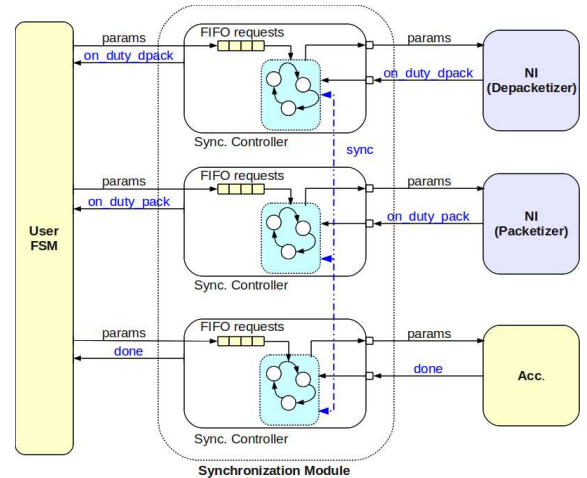 FIFO requests
params
params
on_duty_dpack
on_duty_dpack
NI
(Depacketizer)
Sync. Controller
sync
FIFO requests
params
params
on_duty_pack
on_duty_pack
NI
(Packetizer)
User
FSM
Sync. Controller
FIFO requests
params
params
done
done
Acc.
Sync. Controller
Synchronization Module